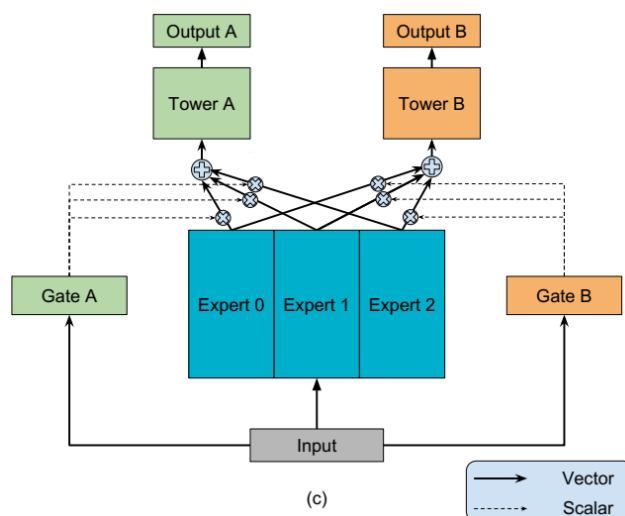 Output A
Output B
Tower A
Tower B
Gate A
Expert 0
Expert 1
Expert 2
Gate B
Input
Vector
Scalar
(c)